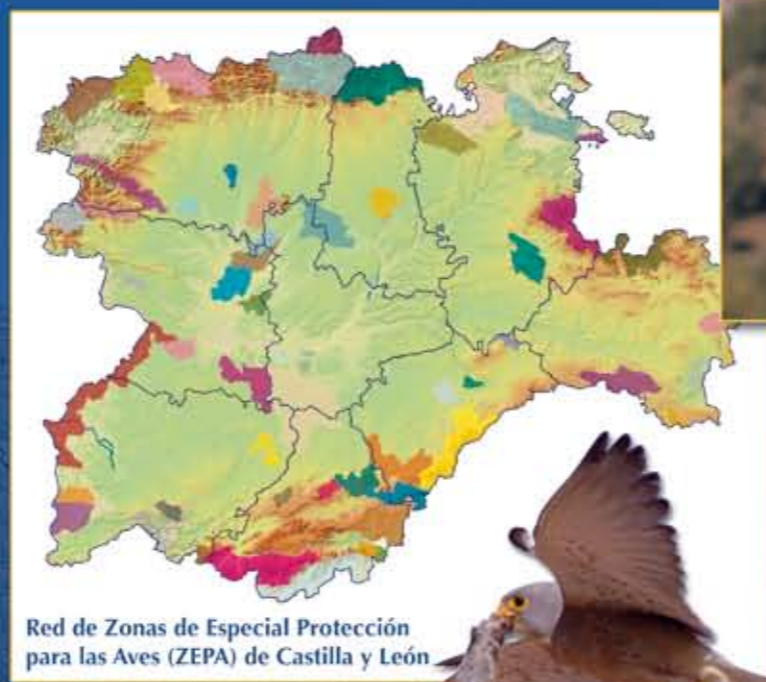 Red de Zonas de Especial Protección
para las Aves (ZEPA) de Castilla y León